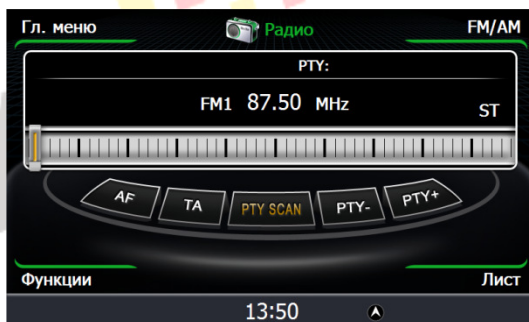 Гл. меню Радио FM/AM
PTY:
FM1 87.50 MHz ST
AF TA PTY SCAN PTY- PTY+
Функции Лист
13:50